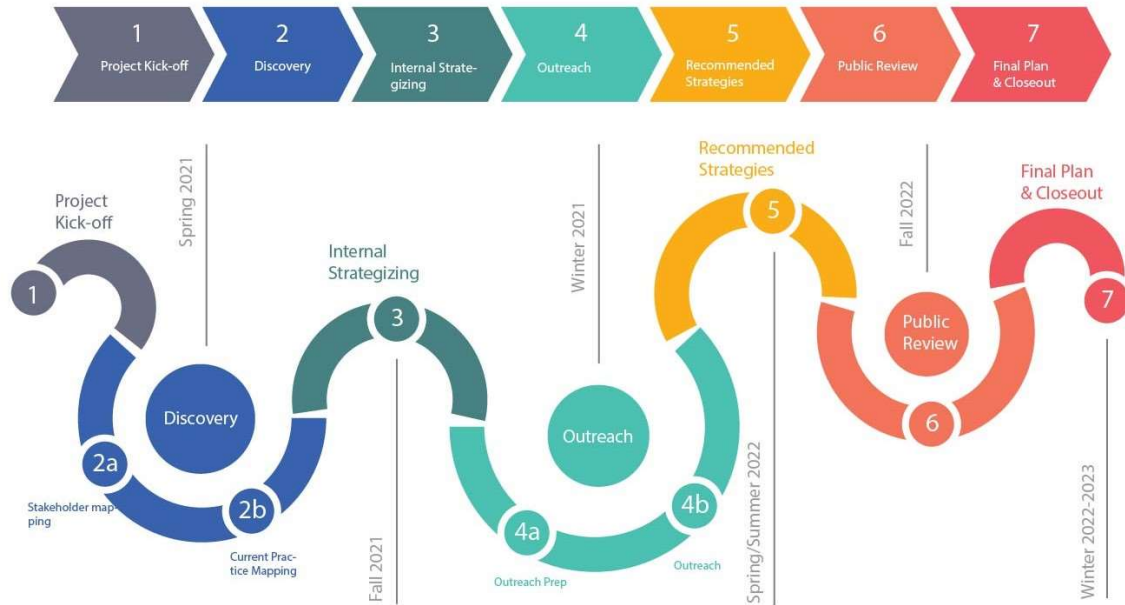 1
Project Kick-off
2
Discovery
3
Internal Strate-
gizing
4
Outreach
5
Recommended
Strategies
6
Public Review
7
Final Plan
& Closeout
Project
Kick-off
1
Spring 2021
Discovery
2a
Stakeholder map-
ping
2b
Current Prac-
tice Mapping
Internal
Strategizing
3
Fall 2021
Winter 2021
Outreach
4a
Outreach Prep
4b
Outreach
Recommended
Strategies
5
Spring/Summer 2022
Fall 2022
Public
Review
6
Final Plan
& Closeout
7
Winter 2022-2023